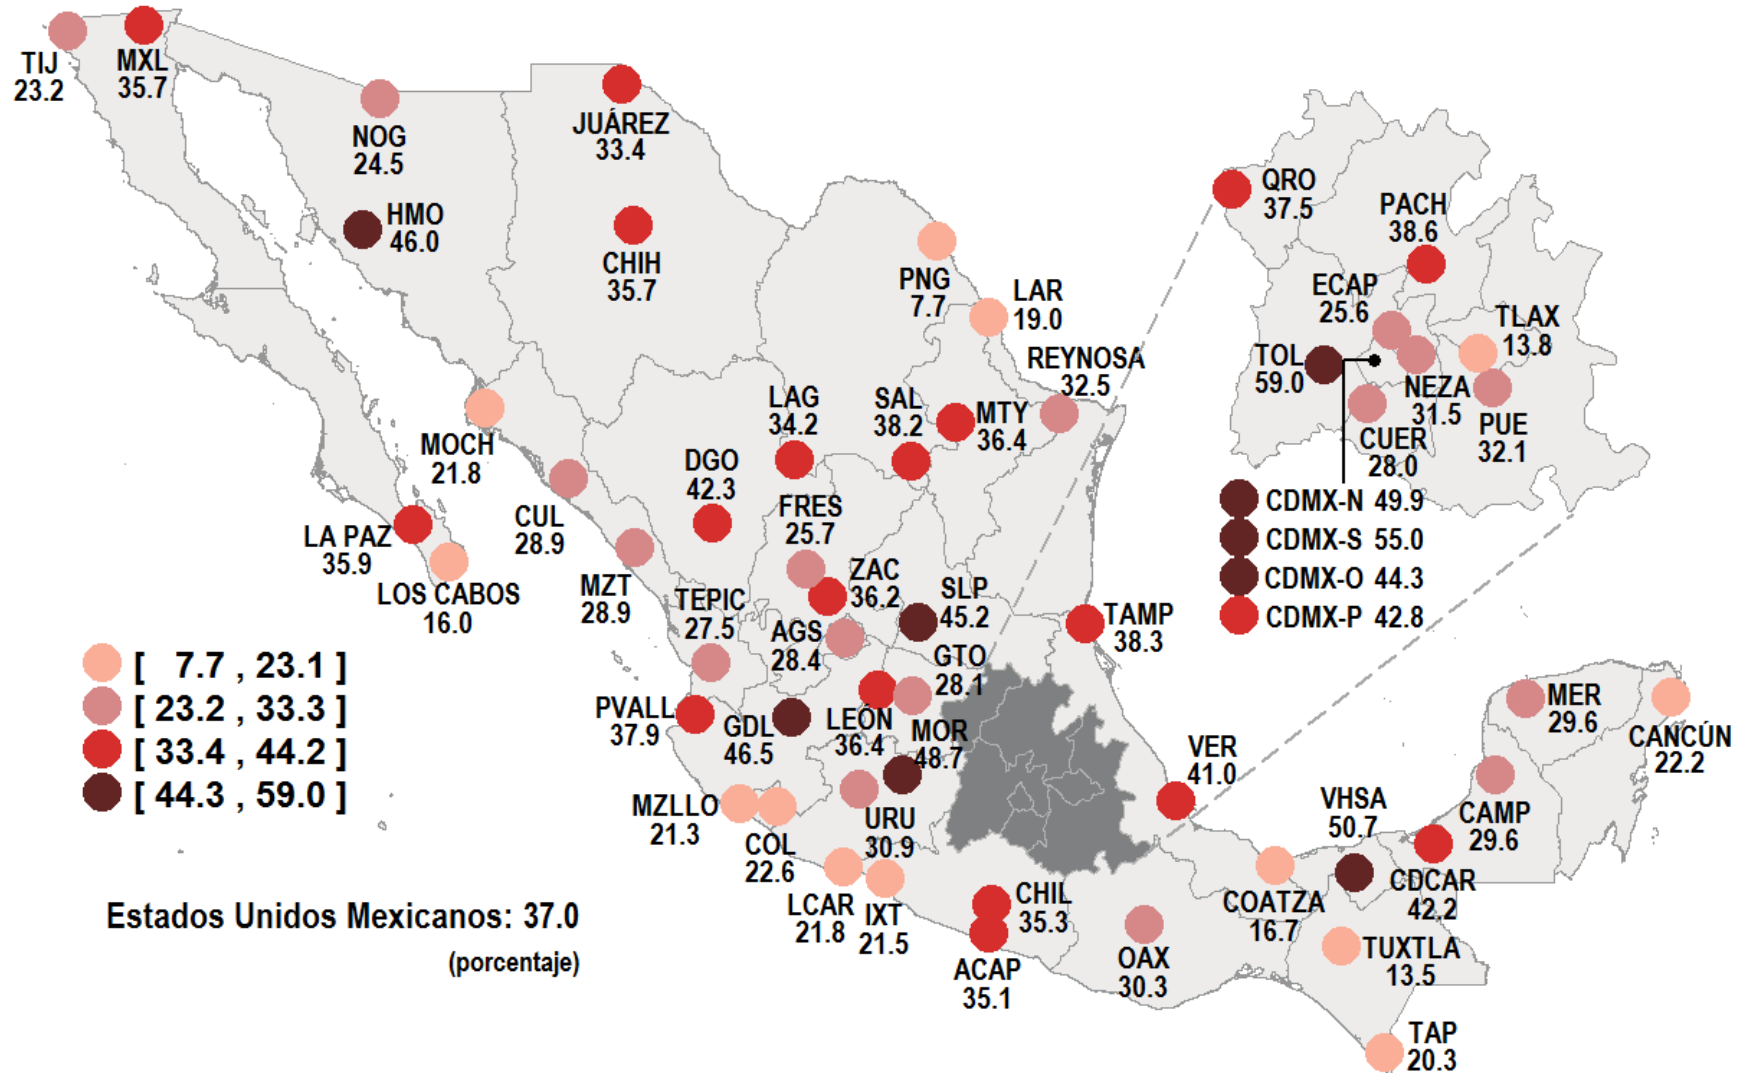 TIJ
23.2
MXL
35.7
NOG
24.5
HMO
46.0
JUÁREZ
33.4
CHIH
35.7
PNG
7.7
LAR
19.0
REYNOSA
32.5
LAG
34.2
SAL
38.2
MTY
36.4
MOCH
21.8
DGO
42.3
FRES
25.7
CUL
28.9
LA PAZ
35.9
LOS CABOS
16.0
MZT
28.9
TEPIC
27.5
ZAC
36.2
SLP
45.2
AGS
28.4
GTO
28.1
TAMP
38.3
PVALL
37.9
GDL
46.5
LEÓN
36.4
MOR
48.7
MZLLO
21.3
COL
22.6
URU
30.9
LCAR
21.8
IXT
21.5
CHIL
35.3
ACAP
35.1
OAX
30.3
VER
41.0
COATZA
16.7
VHSA
50.7
CDCAR
42.2
CAMP
29.6
MER
29.6
CANCÚN
22.2
TUXTLA
13.5
TAP
20.3
QRO
37.5
PACH
38.6
ECAP
25.6
TLAX
13.8
TOL
59.0
NEZA
31.5
PUE
32.1
CUER
28.0
CDMX-N 49.9
CDMX-S 55.0
CDMX-O 44.3
CDMX-P 42.8
[ 7.7 , 23.1 ]
[ 23.2 , 33.3 ]
[ 33.4 , 44.2 ]
[ 44.3 , 59.0 ]
Estados Unidos Mexicanos: 37.0
(porcentaje)